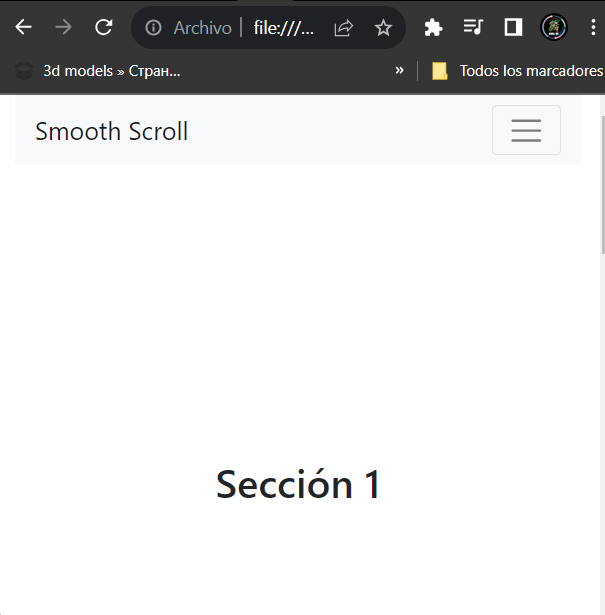 Archivo | file:///...
3d models » Стран... » Todos los marcadores
Smooth Scroll
Sección 1